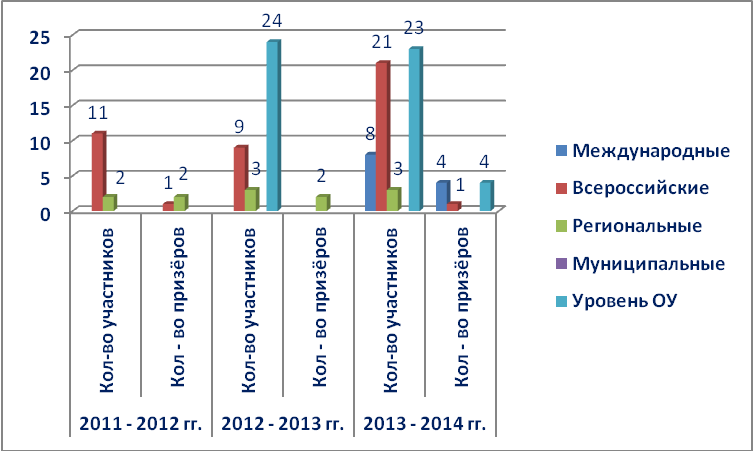 24
23
21
25
20
15
10
5
0
11
2
1
2
9
3
2
8
3
4
1
4
Кол-во участников
Кол - во призёров
Кол-во участников
Кол - во призёров
Кол-во участников
Кол - во призёров
2011 - 2012 гг.
2012 - 2013 гг.
2013 - 2014 гг.
Международные
Всероссийские
Региональные
Муниципальные
Уровень ОУ